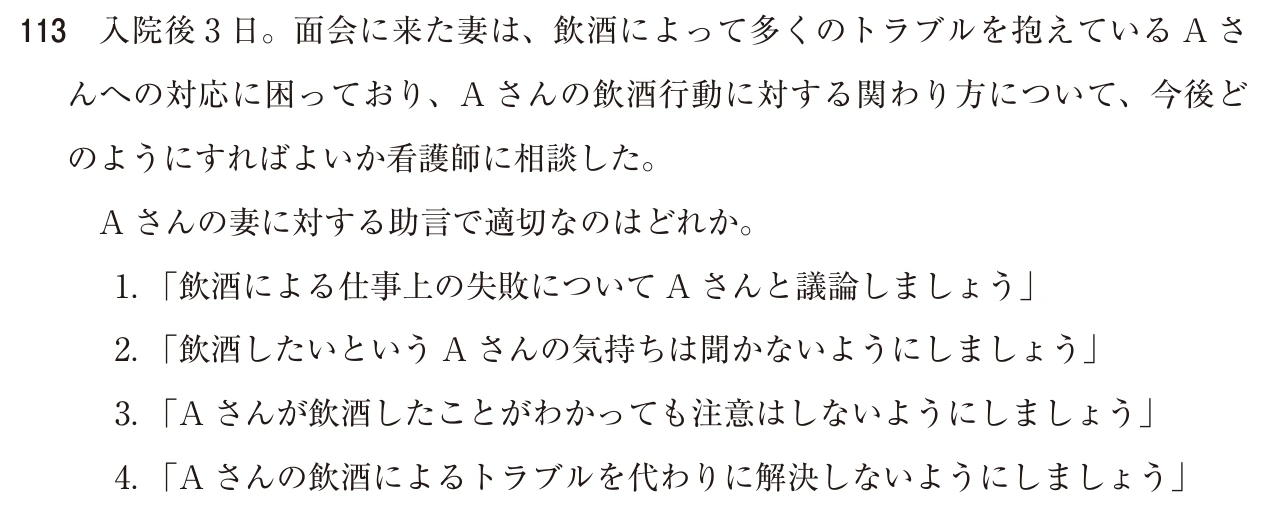 113 入院後3日。面会に来た妻は、飲酒によって多くのトラブルを抱えているAさ
んへの対応に困っており、Aさんの飲酒行動に対する関わり方について、今後ど
のようにすればよいか看護師に相談した。
Aさんの妻に対する助言で適切なのはどれか。
1. 「飲酒による仕事上の失敗についてAさんと議論しましょう」
2. 「飲酒したいというAさんの気持ちは聞かないようにしましょう」
3. 「Aさんが飲酒したことがわかっても注意はしないようにしましょう」
4. 「Aさんの飲酒によるトラブルを代わりに解決しないようにしましょう」